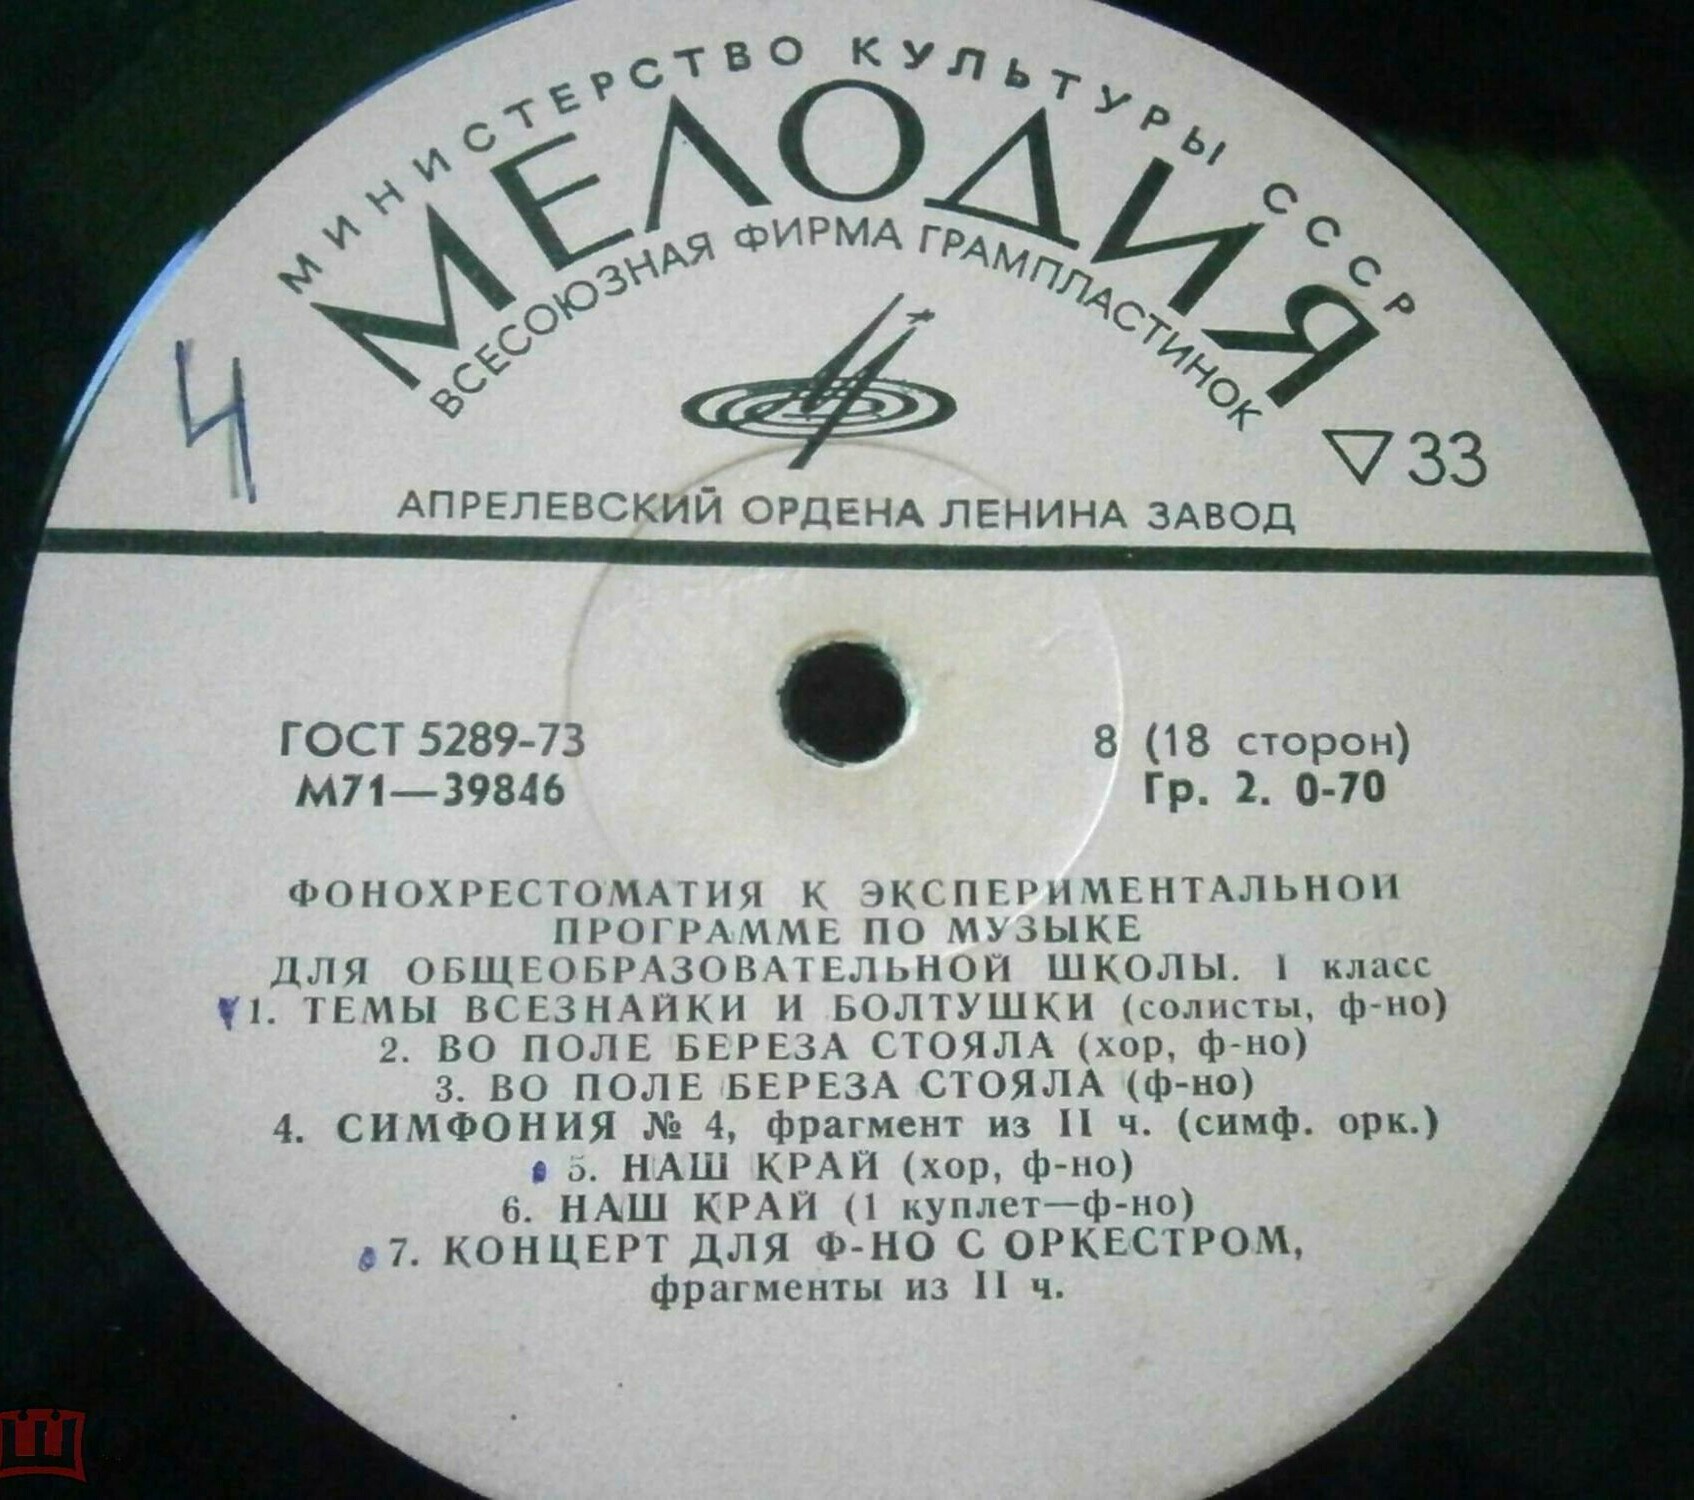 МИНИСТЕРСТВО КУЛЬТУРЫ СССР
МЕЛОДИЯ
ВСЕСОЮЗНАЯ ФИРМА ГРАМПЛАСТИНОК
4
33
АПРЕЛЕВСКИЙ ОРДЕНА ЛЕНИНА ЗАВОД
ГОСТ 5289-73 8 (18 сторон)
М71—39846 Гр. 2. 0-70
ФОНОХРЕСТОМАТИЯ К ЭКСПЕРИМЕНТАЛЬНОЙ
ПРОГРАММЕ ПО МУЗЫКЕ
ДЛЯ ОБЩЕОБРАЗОВАТЕЛЬНОЙ ШКОЛЫ. I класс
1. ТЕМЫ ВСЕЗНАЙКИ И БОЛТУШКИ (солисты, ф-но)
2. ВО ПОЛЕ БЕРЕЗА СТОЯЛА (хор, ф-но)
3. ВО ПОЛЕ БЕРЕЗА СТОЯЛА (ф-но)
4. СИМФОНИЯ № 4, фрагмент из II ч. (симф. орк.)
5. НАШ КРАЙ (хор, ф-но)
6. НАШ КРАЙ (1 куплет—ф-но)
7. КОНЦЕРТ ДЛЯ Ф-НО С ОРКЕСТРОМ,
фрагменты из II ч.